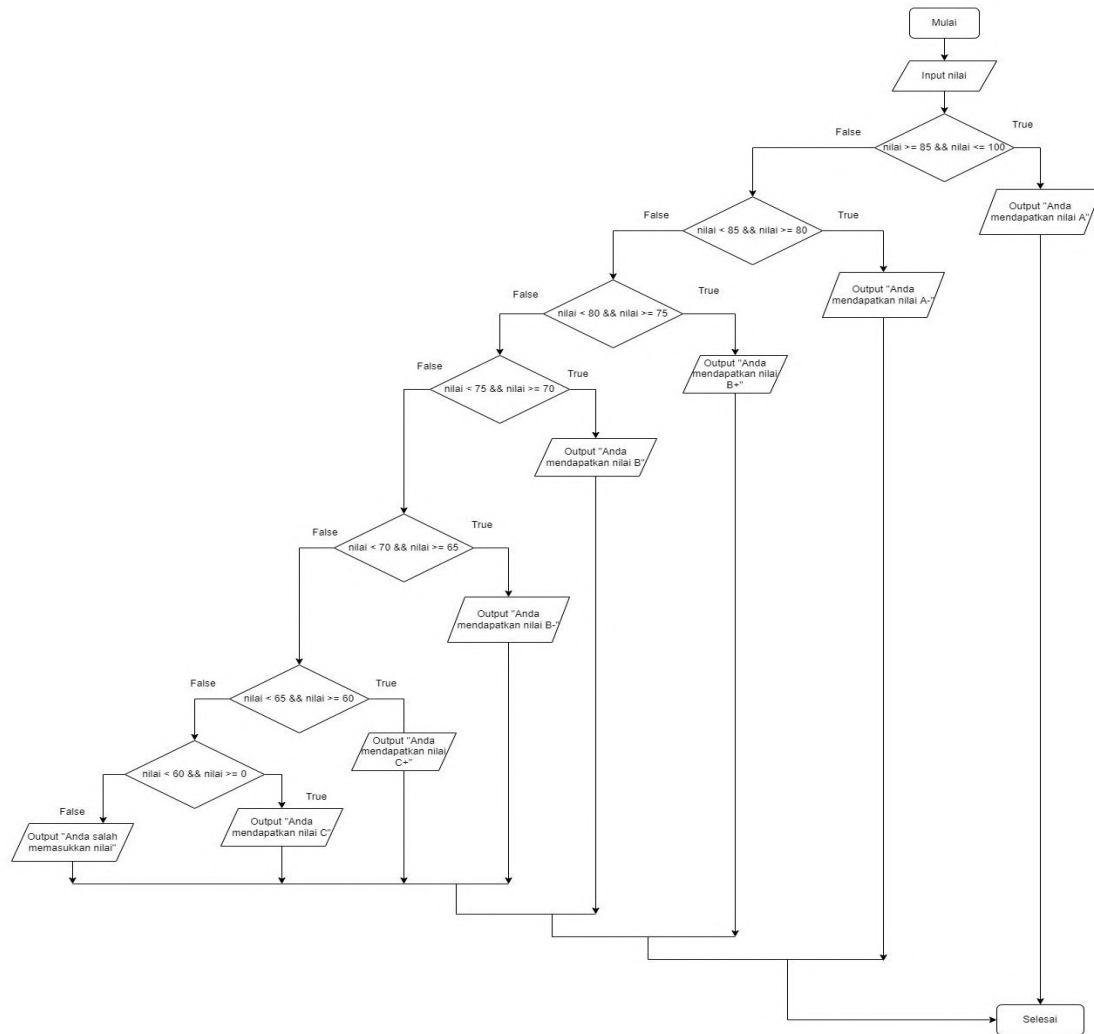 Mulai
Input nilai
False
True
nilai >= 85 && nilai <= 100
Output "Anda
mendapatkan nilai A"
False
True
nilai < 85 && nilai >= 80
Output "Anda
mendapatkan nilai A-"
False
True
nilai < 80 && nilai >= 75
Output "Anda
mendapatkan nilai
B+"
False
True
nilai < 75 && nilai >= 70
Output "Anda
mendapatkan nilai B"
False
True
nilai < 70 && nilai >= 65
Output "Anda
mendapatkan nilai B-"
False
True
nilai < 65 && nilai >= 60
Output "Anda
mendapatkan nilai
C+"
nilai < 60 && nilai >= 0
False
True
Output "Anda salah
memasukkan nilai"
Output "Anda
mendapatkan nilai C"
Selesai